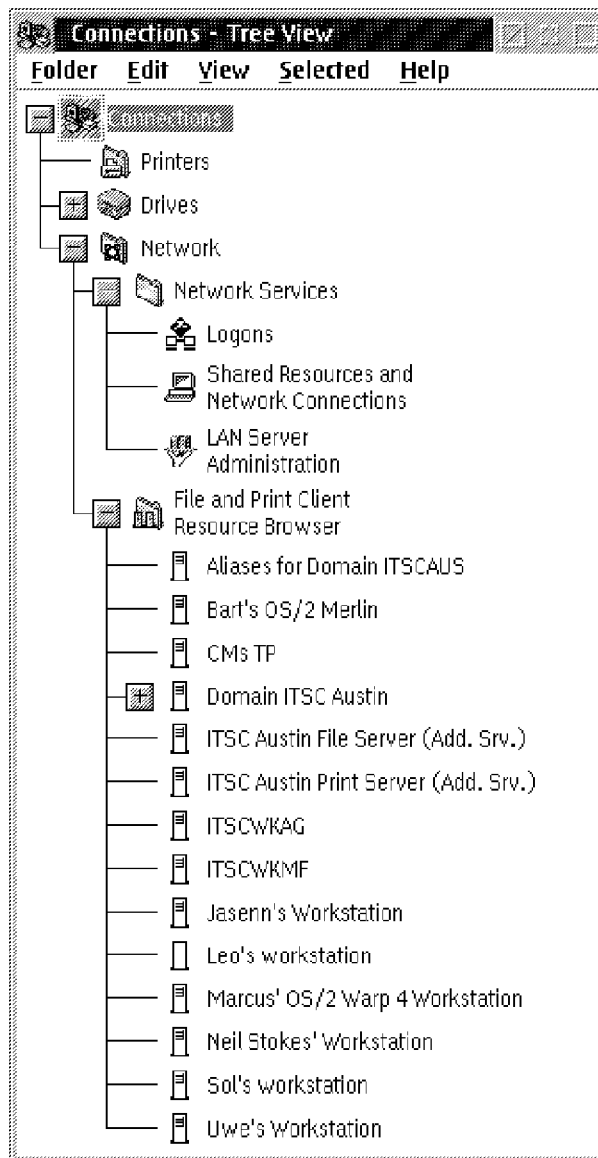 Connections - Tree View
Folder Edit View Selected Help
Connections
Printers
Drives
Network
Network Services
Logons
Shared Resources and
Network Connections
LAN Server
Administration
File and Print Client
Resource Browser
Aliases for Domain ITSCAUS
Bart's OS/2 Merlin
CMs TP
Domain ITSC Austin
ITSC Austin File Server (Add. Srv.)
ITSC Austin Print Server (Add. Srv.)
ITSCWKAG
ITSCWKMF
Jasenn's Workstation
Leo's workstation
Marcus' OS/2 Warp 4 Workstation
Neil Stokes' Workstation
Sol's workstation
Uwe's Workstation